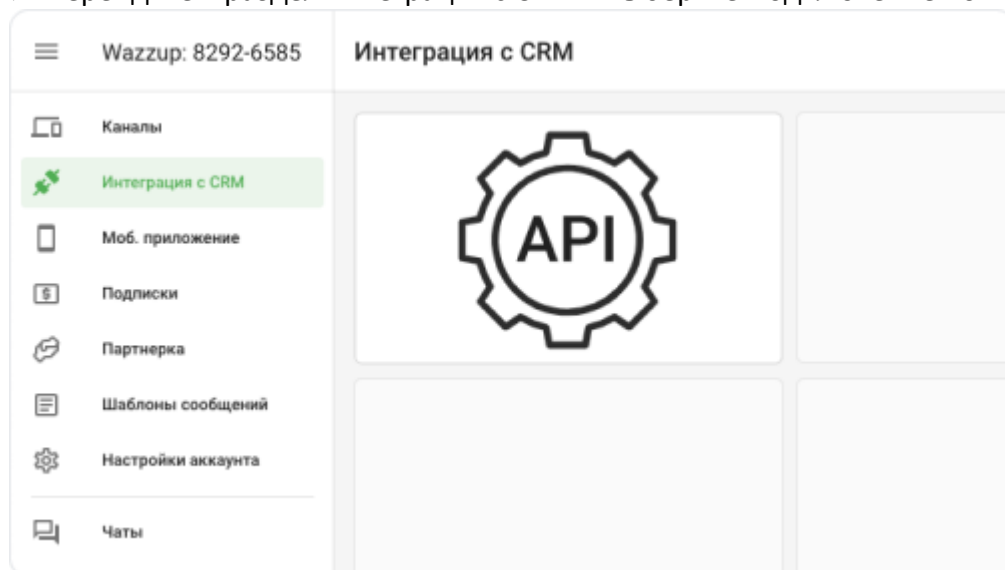 Wazzup: 8292-6585
Интеграция с CRM
Каналы
Интеграция с CRM
Моб. приложение
Подписки
Партнерка
Шаблоны сообщений
Настройки аккаунта
Чаты
API